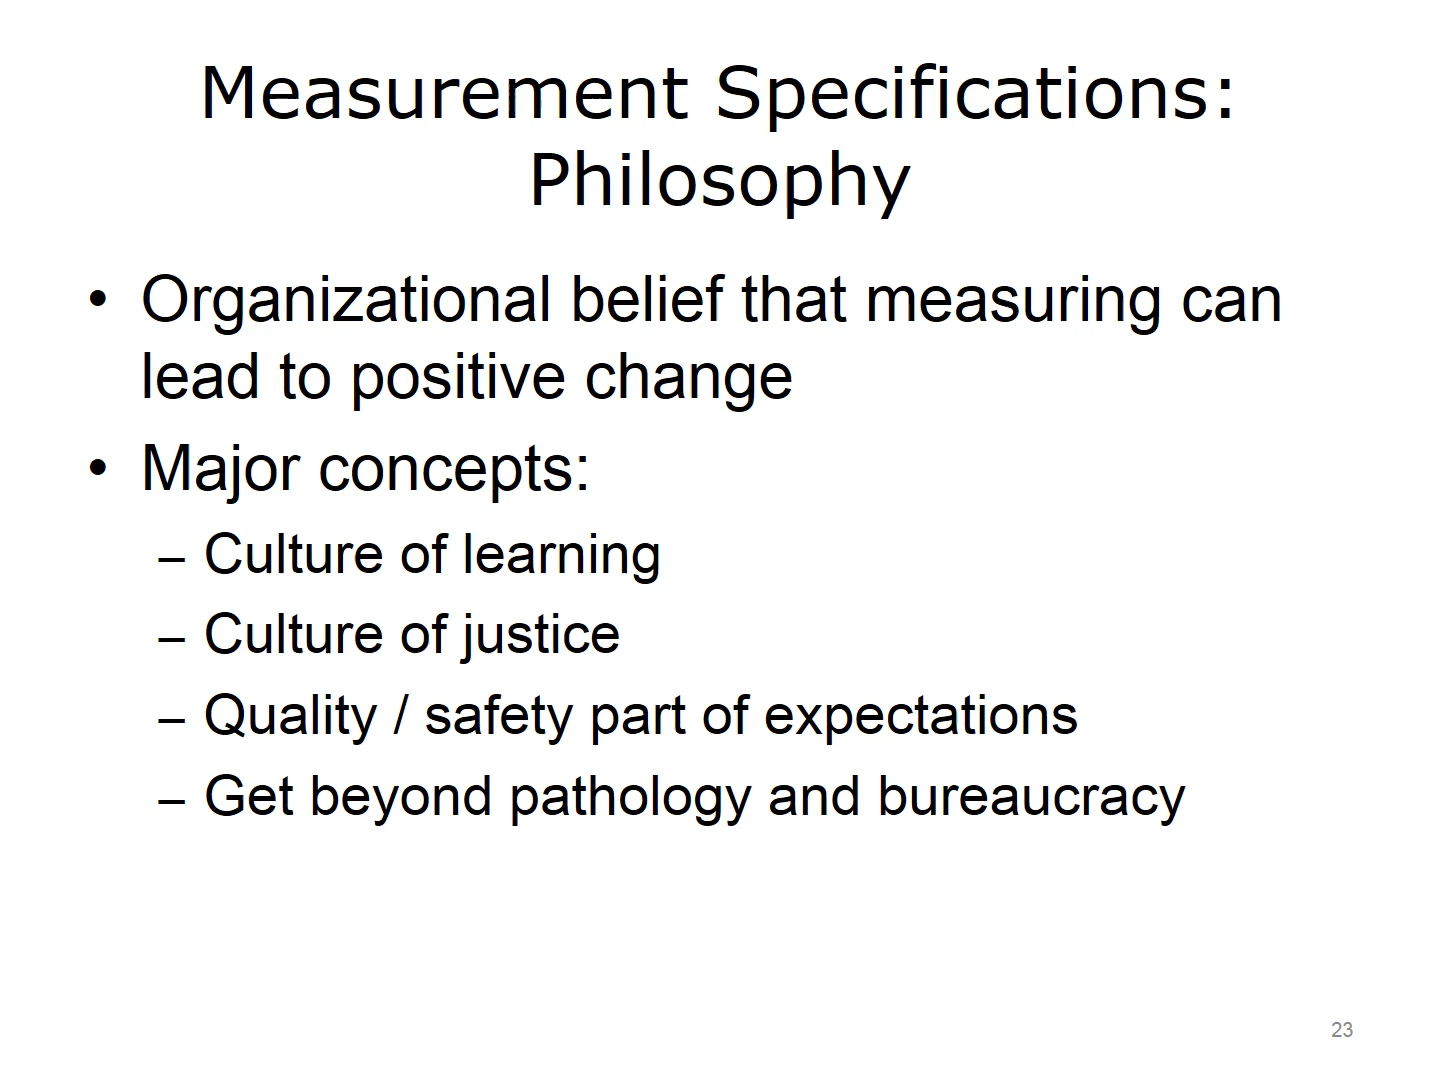 Measurement Specifications:
Philosophy
• Organizational belief that measuring can
lead to positive change
• Major concepts:
– Culture of learning
– Culture of justice
– Quality / safety part of expectations
– Get beyond pathology and bureaucracy
23